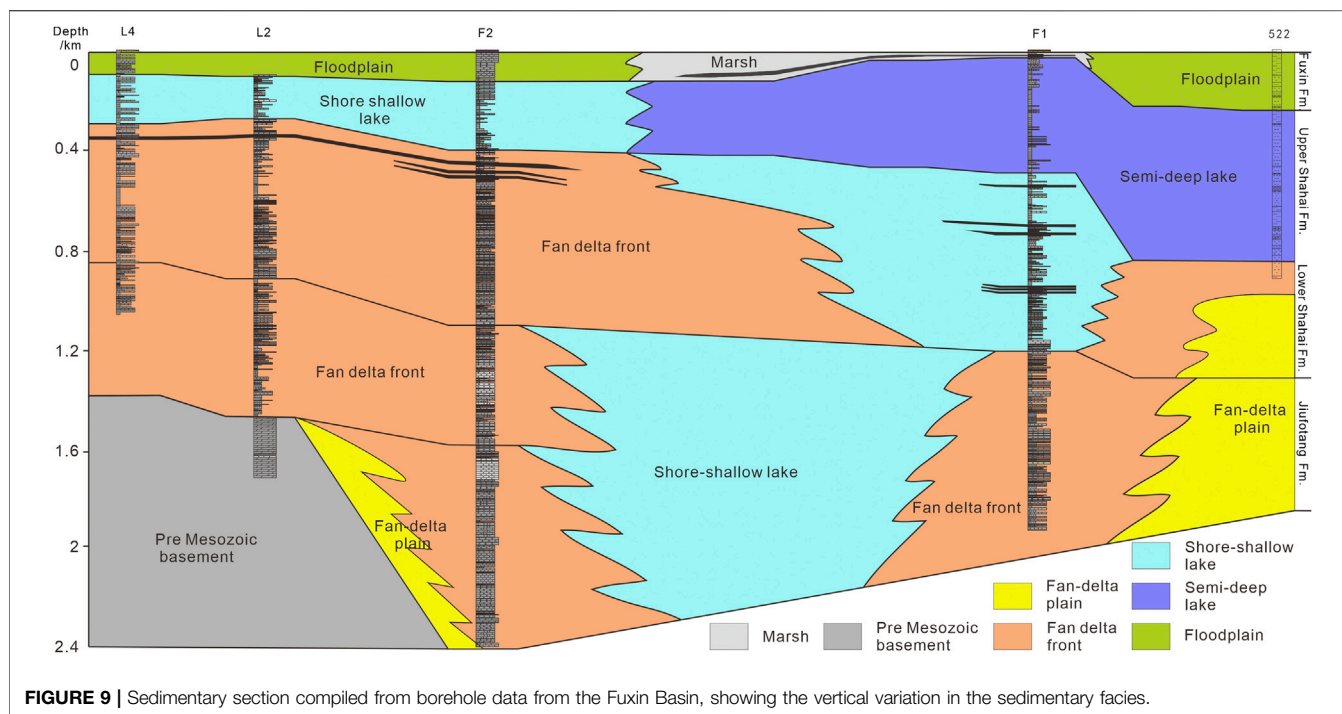 Depth
/km
L4
L2
F2
F1
522
0
0.4
0.8
1.2
1.6
2
2.4
Floodplain
Marsh
Floodplain
Shore shallow
lake
Semi-deep lake
Fan delta front
Fan delta front
Shore-shallow lake
Fan delta front
Fan-delta
plain
Fan-delta
plain
Pre Mesozoic
basement
Fuxin Fm.
Upper Shahai Fm.
Lower Shahai Fm.
Jiufotang Fm.
Shore-shallow
lake
Fan-delta
plain
Semi-deep
lake
Marsh
Pre Mesozoic
basement
Fan delta
front
Floodplain
FIGURE 9 | Sedimentary section compiled from borehole data from the Fuxin Basin, showing the vertical variation in the sedimentary facies.